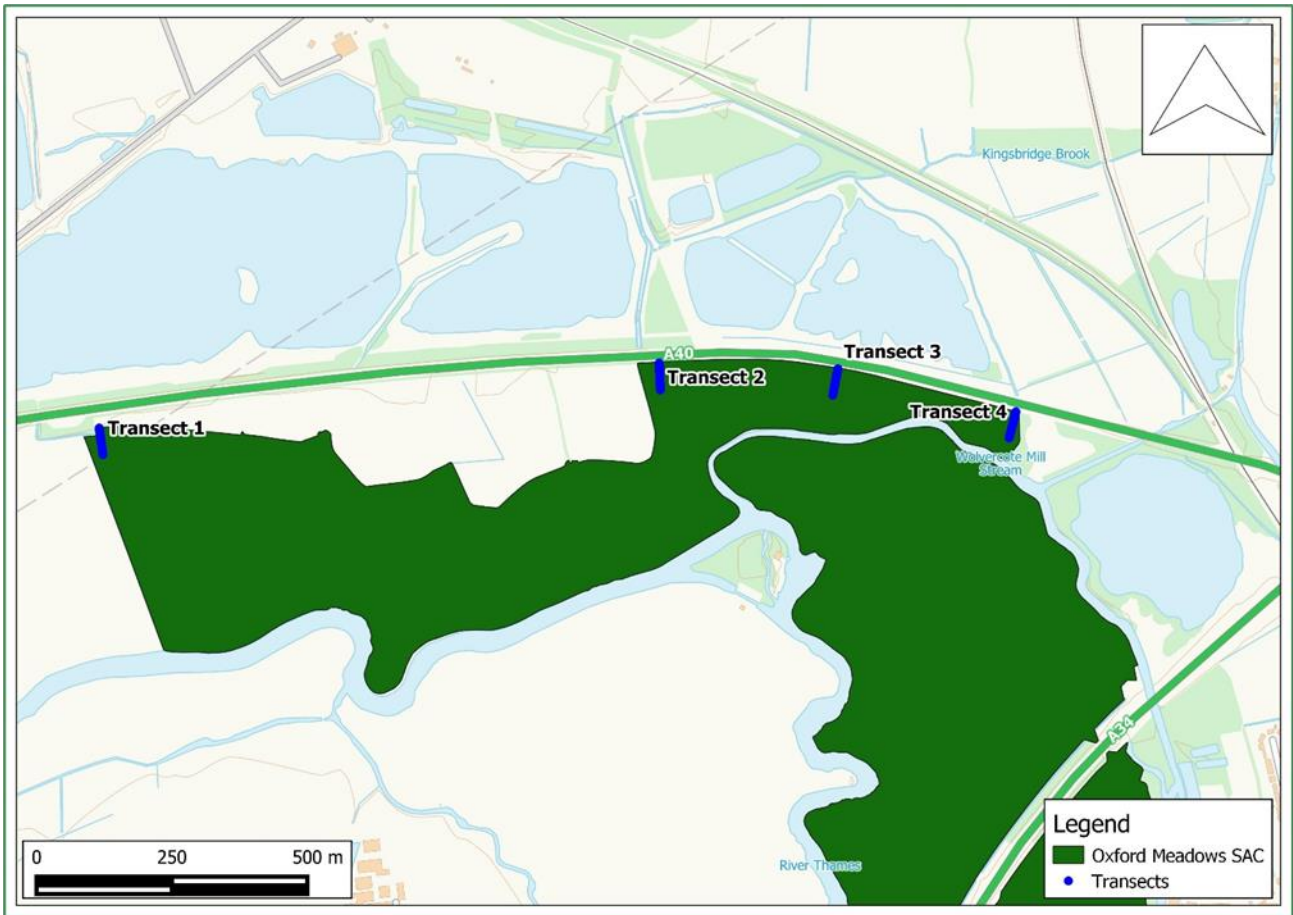 Kingsbridge Brook
A40
Transect 3
Transect 2
Transect 1
Transect 4
Wolvercote Mill
Stream
A34
River Thames
0 250 500 m
Legend
Oxford Meadows SAC
Transects